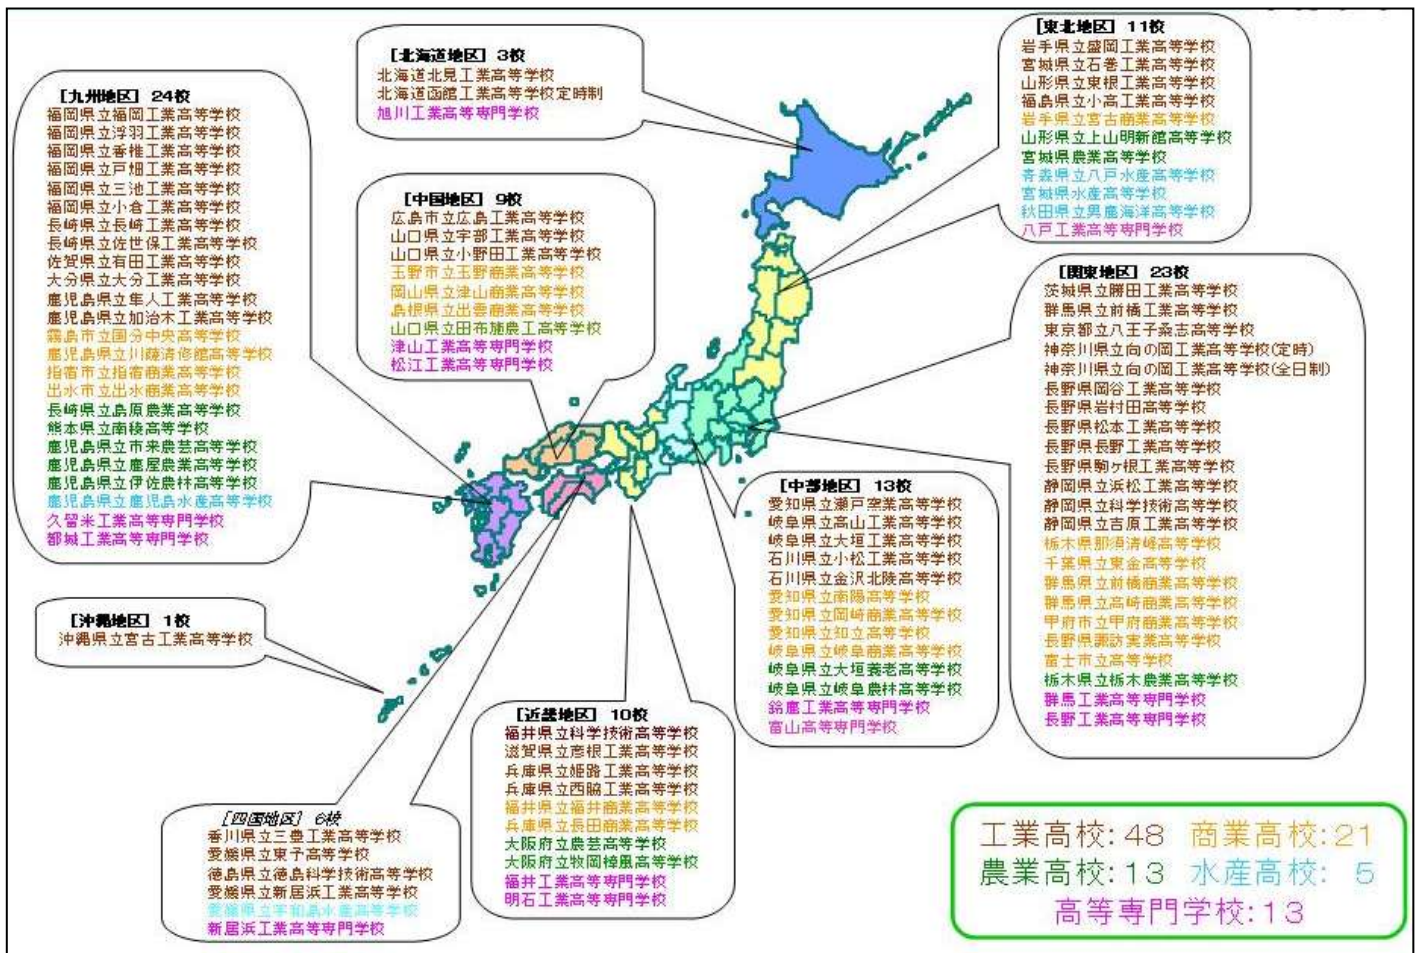 [北海道地区] 3校
北海道北見工業高等学校
北海道函館工業高等学校定時制
旭川工業高等専門学校
[東北地区] 11校
岩手県立盛岡工業高等学校
宮城県石巻工業高等学校
山形県立東根工業高等学校
福島県立小高工業高等学校
岩手県立宮古商業高等学校
山形県立上山明新館高等学校
宮城県農業高等学校
青森県立八戸水産高等学校
宮城県水産高等学校
秋田県立男鹿海洋高等学校
八戸工業高等専門学校
[九州地区] 24校
福岡県立福岡工業高等学校
福岡県立浮羽工業高等学校
福岡県立香椎工業高等学校
福岡県立戸畑工業高等学校
福岡県立三池工業高等学校
福岡県立小倉工業高等学校
長崎県立長崎工業高等学校
長崎県立佐世保工業高等学校
佐賀県立有田工業高等学校
大分県立大分工業高等学校
鹿児島県立隼人工業高等学校
鹿児島県立加治木工業高等学校
霧島市立国分中央高等学校
鹿児島県立川薩清修館高等学校
指宿市立指宿商業高等学校
出水市立出水商業高等学校
長崎県立島原農業高等学校
熊本県立南稜高等学校
鹿児島県立市来農芸高等学校
鹿児島県立鹿屋農業高等学校
鹿児島県立伊佐農林高等学校
鹿児島県立鹿児島水産高等学校
久留米工業高等専門学校
都城工業高等専門学校
[中国地区] 9校
広島市立広島工業高等学校
山口県立宇部工業高等学校
山口県立小野田工業高等学校
玉野市立玉野商業高等学校
岡山県立津山商業高等学校
島根県立出雲商業高等学校
山口県立田布施農工高等学校
津山工業高等専門学校
松江工業高等専門学校
[関東地区] 23校
茨城県立勝田工業高等学校
群馬県立前橋工業高等学校
東京都立八王子桑志高等学校
神奈川県立向の岡工業高等学校(定時)
神奈川県立向の岡工業高等学校(全日制)
長野県岡谷工業高等学校
長野県岩村田高等学校
長野県松本工業高等学校
長野県長野工業高等学校
長野県駒ヶ根工業高等学校
静岡県立浜松工業高等学校
静岡県立科学技術高等学校
静岡県立吉原工業高等学校
栃木県那須清峰高等学校
千葉県立東金高等学校
群馬県立前橋商業高等学校
群馬県立高崎商業高等学校
甲府市立甲府商業高等学校
長野県諏訪実業高等学校
富士市立高等学校
栃木県立栃木農業高等学校
群馬工業高等専門学校
長野工業高等専門学校
[中部地区] 13校
愛知県立瀬戸窯業高等学校
岐阜県立高山工業高等学校
岐阜県立大垣工業高等学校
石川県立小松工業高等学校
石川県立金沢北陵高等学校
愛知県立南陽高等学校
愛知県立岡崎商業高等学校
愛知県立知立高等学校
岐阜県立岐阜商業高等学校
岐阜県立大垣養老高等学校
岐阜県立岐阜農林高等学校
鈴鹿工業高等専門学校
富山高等専門学校
[沖縄地区] 1校
沖縄県立宮古工業高等学校
[近畿地区] 10校
福井県立科学技術高等学校
滋賀県立彦根工業高等学校
兵庫県立姫路工業高等学校
兵庫県立西脇工業高等学校
福井県立福井商業高等学校
兵庫県立長田商業高等学校
大阪府立農芸高等学校
大阪府立枚岡樟風高等学校
福井工業高等専門学校
明石工業高等専門学校
[四国地区] 6校
香川県立三豊工業高等学校
愛媛県立東予高等学校
徳島県立徳島科学技術高等学校
愛媛県立新居浜工業高等学校
愛媛県立宇和島水産高等学校
新居浜工業高等専門学校
工業高校:48 商業高校:21
農業高校:13 水産高校: 5
高等専門学校:13